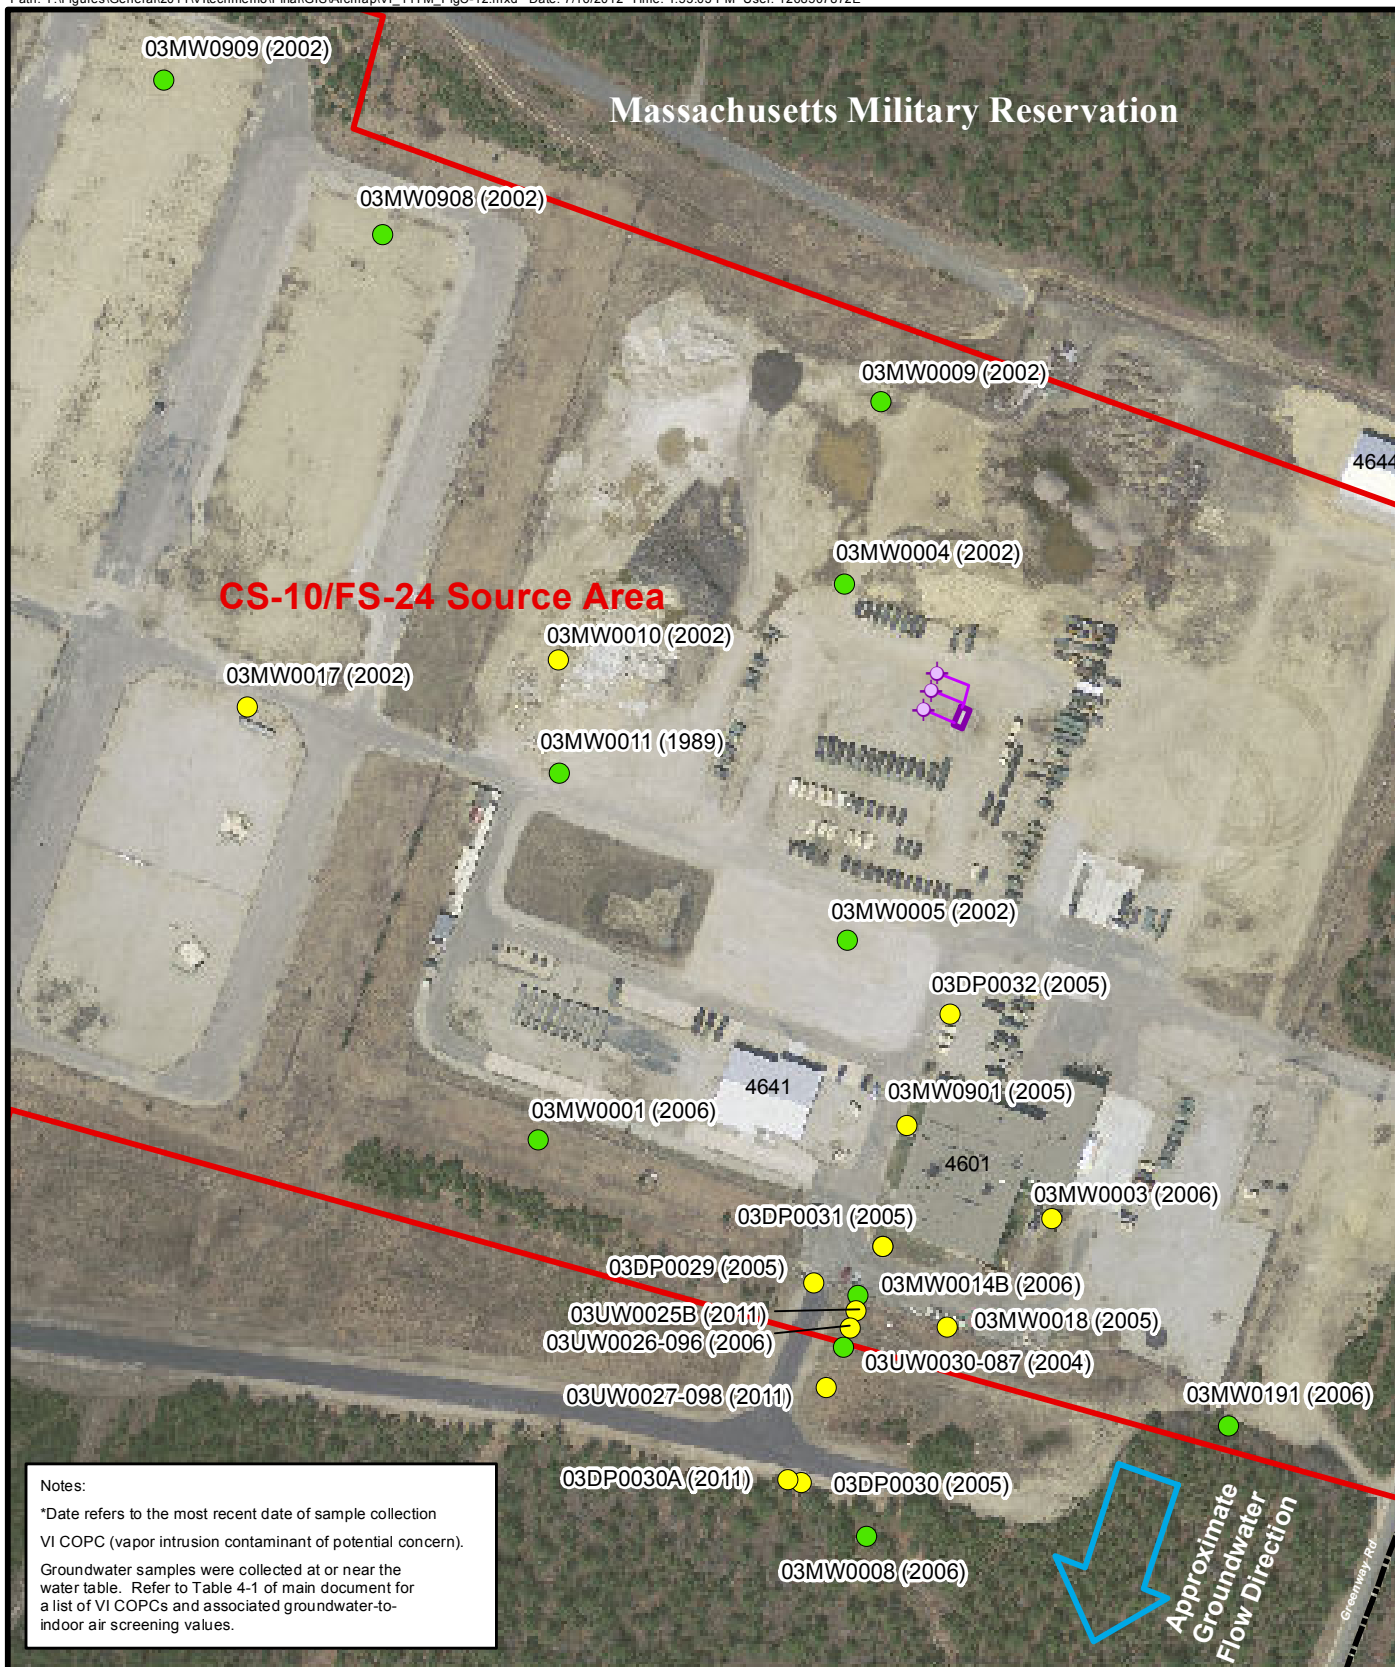 03MW0909 (2002)
Massachusetts Military Reservation
03MW0908 (2002)
03MW0009 (2002)
4644
03MW0004 (2002)
CS-10/FS-24 Source Area
03MW0010 (2002)
03MW0017 (2002)
03MW0011 (1989)
03MW0005 (2002)
03DP0032 (2005)
4641
03MW0901 (2005)
03MW0001 (2006)
4601
03MW0003 (2006)
03DP0031 (2005)
03DP0029 (2005)
03MW0014B (2006)
03UW0025B (2011)
03MW0018 (2005)
03UW0026-096 (2006)
03UW0030-087 (2004)
03UW0027-098 (2011)
03MW0191 (2006)
03DP0030A (2011)
03DP0030 (2005)
03MW0008 (2006)
Approximate
Groundwater
Flow Direction
Greenway Rd
Notes:
*Date refers to the most recent date of sample collection
VI COPC (vapor intrusion contaminant of potential concern).
Groundwater samples were collected at or near the
water table. Refer to Table 4-1 of main document for
a list of VI COPCs and associated groundwater-to-
indoor air screening values.